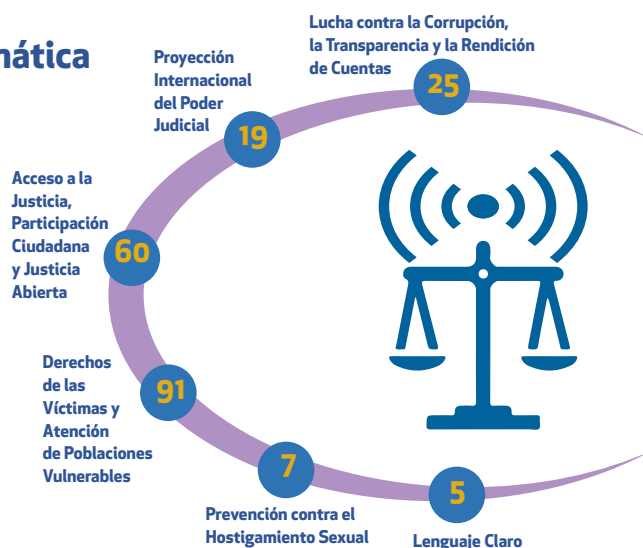 Lucha contra la Corrupción,
la Transparencia y la Rendición
de Cuentas
25
Proyección
Internacional
del Poder
Judicial
19
Acceso a la
Justicia,
Participación
Ciudadana
y Justicia
Abierta
60
Derechos
de las
Víctimas y
Atención
de Poblaciones
Vulnerables
91
7
Prevención contra el
Hostigamiento Sexual
5
Lenguaje Claro